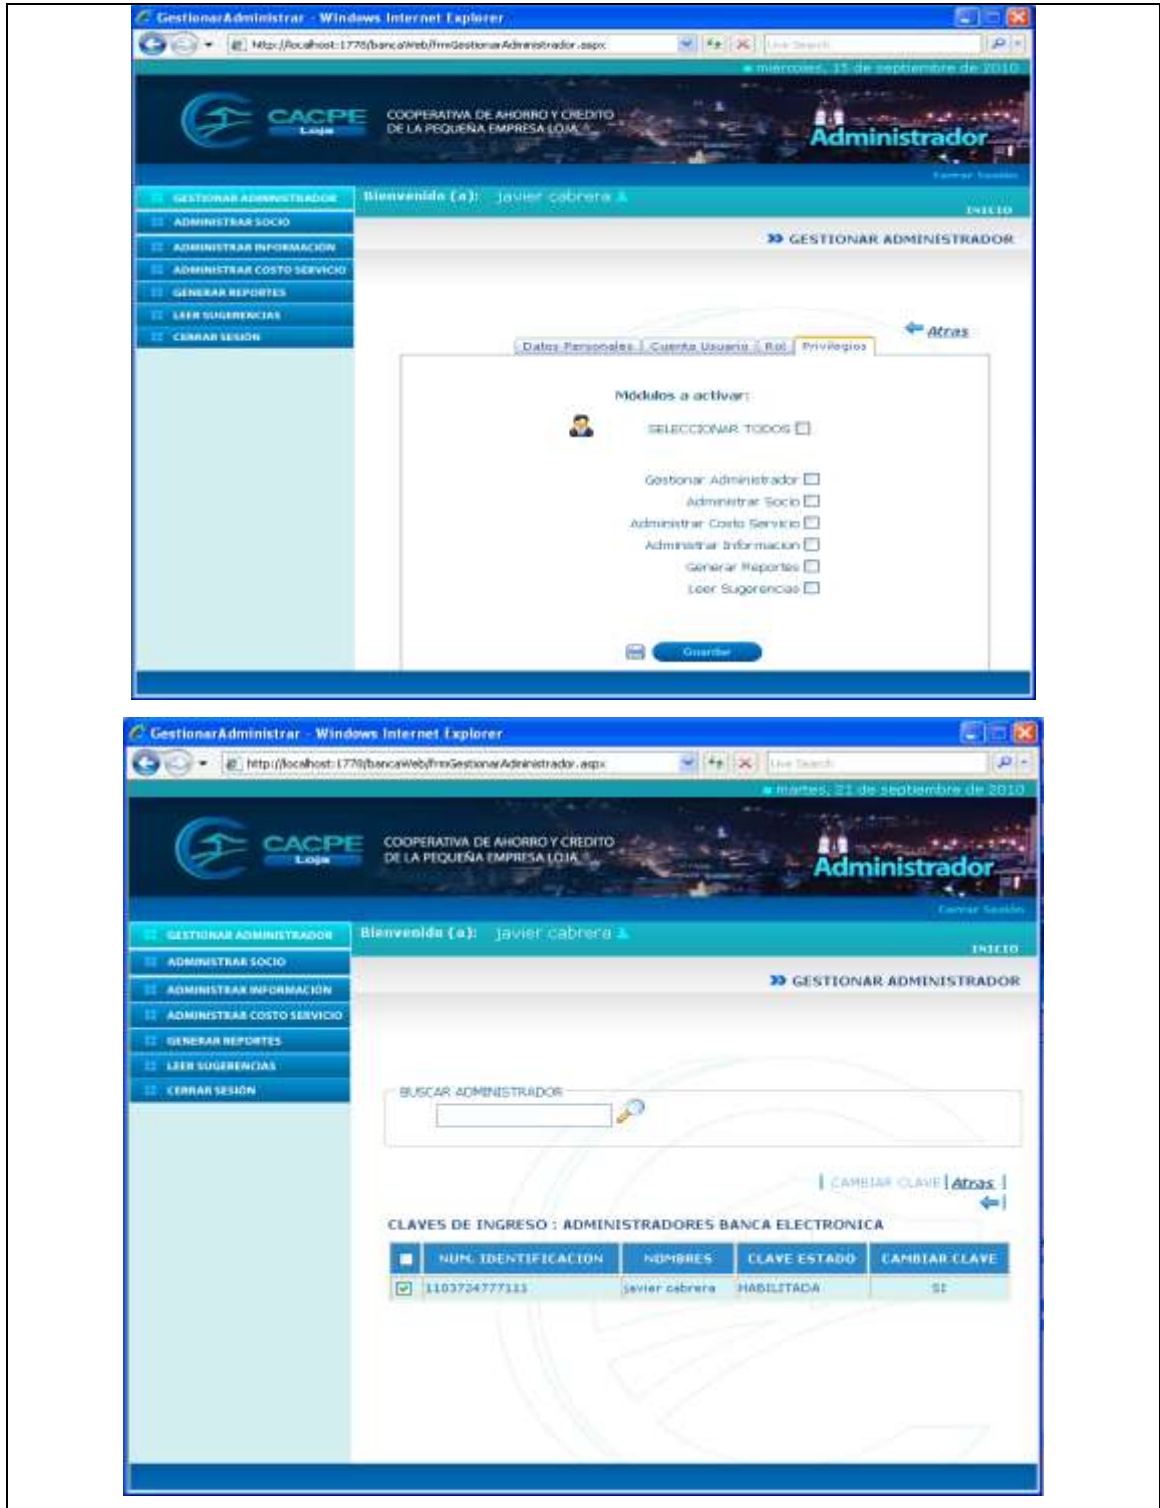 GestionarAdministrar - Windows Internet Explorer
http://localhost:1778/bancaWeb/frmGestionarAdministrador.aspx
Live Search
miércoles, 15 de septiembre de 2010
CACPE
Loja
COOPERATIVA DE AHORRO Y CREDITO
DE LA PEQUEÑA EMPRESA LOJA
Administrador
Cerrar Sesión
GESTIONAR ADMINISTRADOR
Bienvenido (a): javier cabrera
INICIO
ADMINISTRAR SOCIO
>> GESTIONAR ADMINISTRADOR
ADMINISTRAR INFORMACIÓN
ADMINISTRAR COSTO SERVICIO
GENERAR REPORTES
LEER SUGERENCIAS
CERRAR SESIÓN
Atras
Datos Personales Cuenta Usuario Rol Privilegios
Módulos a activar:
SELECCIONAR TODOS
Gestionar Administrador
Administrar Socio
Administrar Costo Servicio
Administrar Informacion
Generar Reportes
Leer Sugerencias
Guardar
GestionarAdministrar - Windows Internet Explorer
http://localhost:1778/bancaWeb/frmGestionarAdministrador.aspx
Live Search
martes, 21 de septiembre de 2010
CACPE
Loja
COOPERATIVA DE AHORRO Y CREDITO
DE LA PEQUEÑA EMPRESA LOJA
Administrador
Cerrar Sesión
GESTIONAR ADMINISTRADOR
Bienvenido (a): javier cabrera
INICIO
ADMINISTRAR SOCIO
>> GESTIONAR ADMINISTRADOR
ADMINISTRAR INFORMACIÓN
ADMINISTRAR COSTO SERVICIO
GENERAR REPORTES
LEER SUGERENCIAS
CERRAR SESIÓN
BUSCAR ADMINISTRADOR
| CAMBIAR CLAVE | Atras |
CLAVES DE INGRESO : ADMINISTRADORES BANCA ELECTRONICA
NUM. IDENTIFICACION NOMBRES CLAVE ESTADO CAMBIAR CLAVE
1103724777111 javier cabrera HABILITADA SI